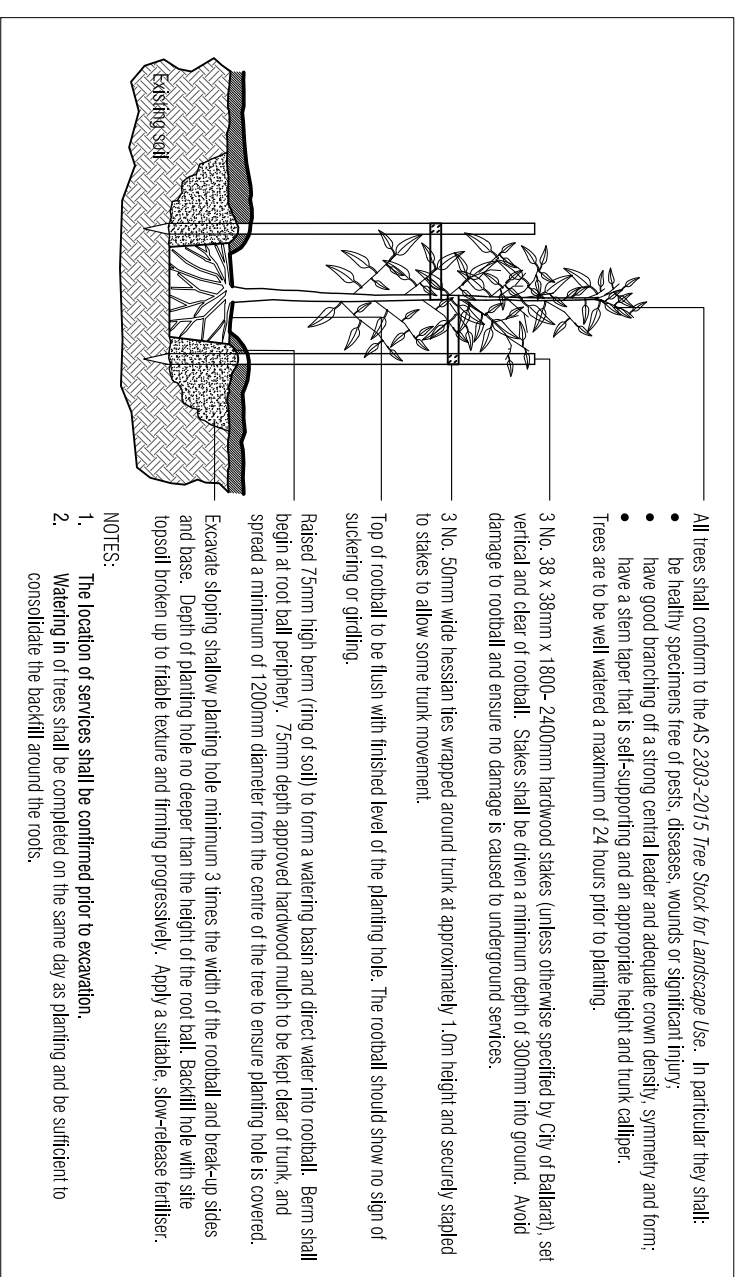 All trees shall conform to the AS 2303-2015 Tree Stock for Landscape Use. In particular they shall:
• be healthy specimens free of pests, diseases, wounds or significant injury;
• have good branching off a strong central leader and adequate crown density, symmetry and form;
• have a stem taper that is self-supporting and an appropriate height and trunk calliper.
Trees are to be well watered a maximum of 24 hours prior to planting.
3 No. 38 x 38mm x 1800- 2400mm hardwood stakes (unless otherwise specified by City of Ballarat), set
vertical and clear of rootball. Stakes shall be driven a minimum depth of 300mm into ground. Avoid
damage to rootball and ensure no damage is caused to underground services.
3 No. 50mm wide hessian ties wrapped around trunk at approximately 1.0m height and securely stapled
to stakes to allow some trunk movement.
Top of rootball to be flush with finished level of the planting hole. The rootball should show no sign of
suckering or girdling.
Raised 75mm high berm (ring of soil) to form a watering basin and direct water into rootball. Berm shall
begin at root ball periphery. 75mm depth approved hardwood mulch to be kept clear of trunk, and
spread a minimum of 1200mm diameter from the centre of the tree to ensure planting hole is covered.
Excavate sloping shallow planting hole minimum 3 times the width of the rootball and break-up sides
and base. Depth of planting hole no deeper than the height of the root ball. Backfill hole with site
topsoil broken up to friable texture and firming progressively. Apply a suitable, slow-release fertiliser.
Existing soil
NOTES:
1. The location of services shall be confirmed prior to excavation.
2. Watering in of trees shall be completed on the same day as planting and be sufficient to
consolidate the backfill around the roots.